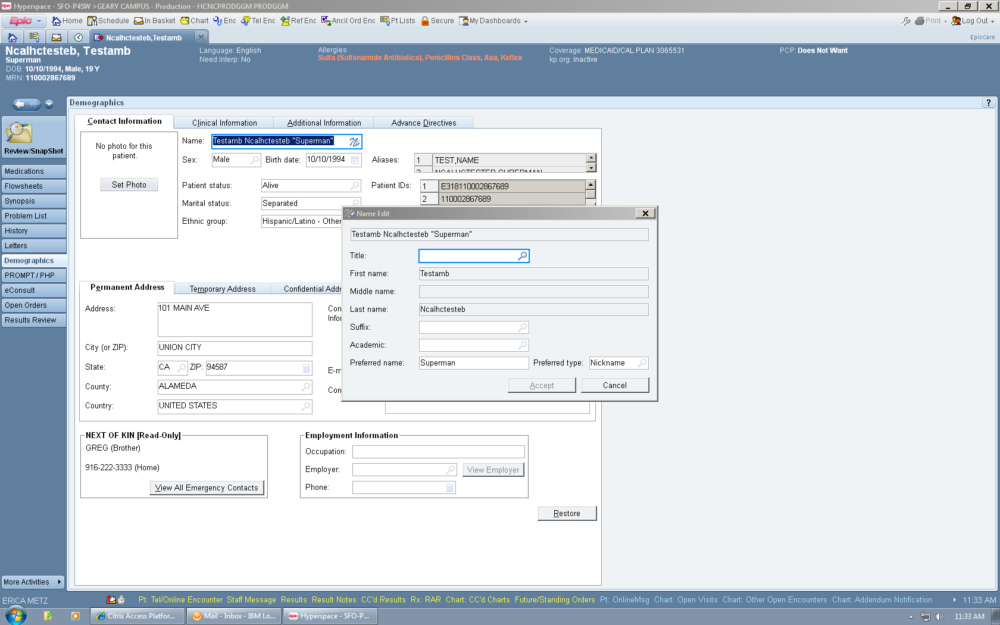 Epic Hyperspace - SFO-P4SW >GEARY CAMPUS - Production - HCNCPRODGGM PRODGGM
Epic Home Schedule In Basket Chart Enc Tel Enc Ref Enc Ancil Ord Enc Pt Lists Secure My Dashboards Print Log Out
Ncalhctesteb,Testamb EpicCare
Ncalhctesteb, Testamb
Superman
DOB: 10/10/1994, Male, 19 Y
MRN: 110002867689
Language: English
Need Interp: No
Allergies
Sulfa (Sulfonamide Antibiotics), Penicillins Class, Asa, Keflex
Coverage: MEDICAID/CAL PLAN 3065531
kp.org: Inactive
PCP: Does Not Want
Review/SnapShot
Medications
Flowsheets
Synopsis
Problem List
History
Letters
Demographics
PROMPT / PHP
eConsult
Open Orders
Results Review
More Activities
Demographics ?
Contact Information Clinical Information Additional Information Advance Directives
No photo for this
patient.
Set Photo
Name: Testamb Ncalhctesteb "Superman"
Sex: Male Birth date: 10/10/1994 Aliases: 1 TEST,NAME
2 NCALHCTESTER,SUPERMAN
Patient status: Alive Patient IDs: 1 E318110002867689
2 110002867689
Marital status: Separated
Ethnic group: Hispanic/Latino - Other
Name Edit
Testamb Ncalhctesteb "Superman"
Title:
First name: Testamb
Middle name:
Last name: Ncalhctesteb
Suffix:
Academic:
Preferred name: Superman Preferred type: Nickname
Accept Cancel
Permanent Address Temporary Address Confidential Addr
Address: 101 MAIN AVE Con
Infor
City (or ZIP): UNION CITY
State: CA ZIP: 94587 E-m
County: ALAMEDA Con
Country: UNITED STATES
NEXT OF KIN [Read-Only]
GREG (Brother)
916-222-3333 (Home)
View All Emergency Contacts
Employment Information
Occupation:
Employer: View Employer
Phone:
Restore
ERICA METZ Pt: Tel/Online Encounter Staff Message Results Result Notes CC'd Results Rx: RAR Chart: CC'd Charts Future/Standing Orders Pt: OnlineMsg Chart: Open Visits Chart: Other Open Encounters Chart: Addendum Notification 11:33 AM
Citrix Access Platfor... Mail - Inbox - IBM Lo... Epic Hyperspace - SFO-P... 11:33 AM